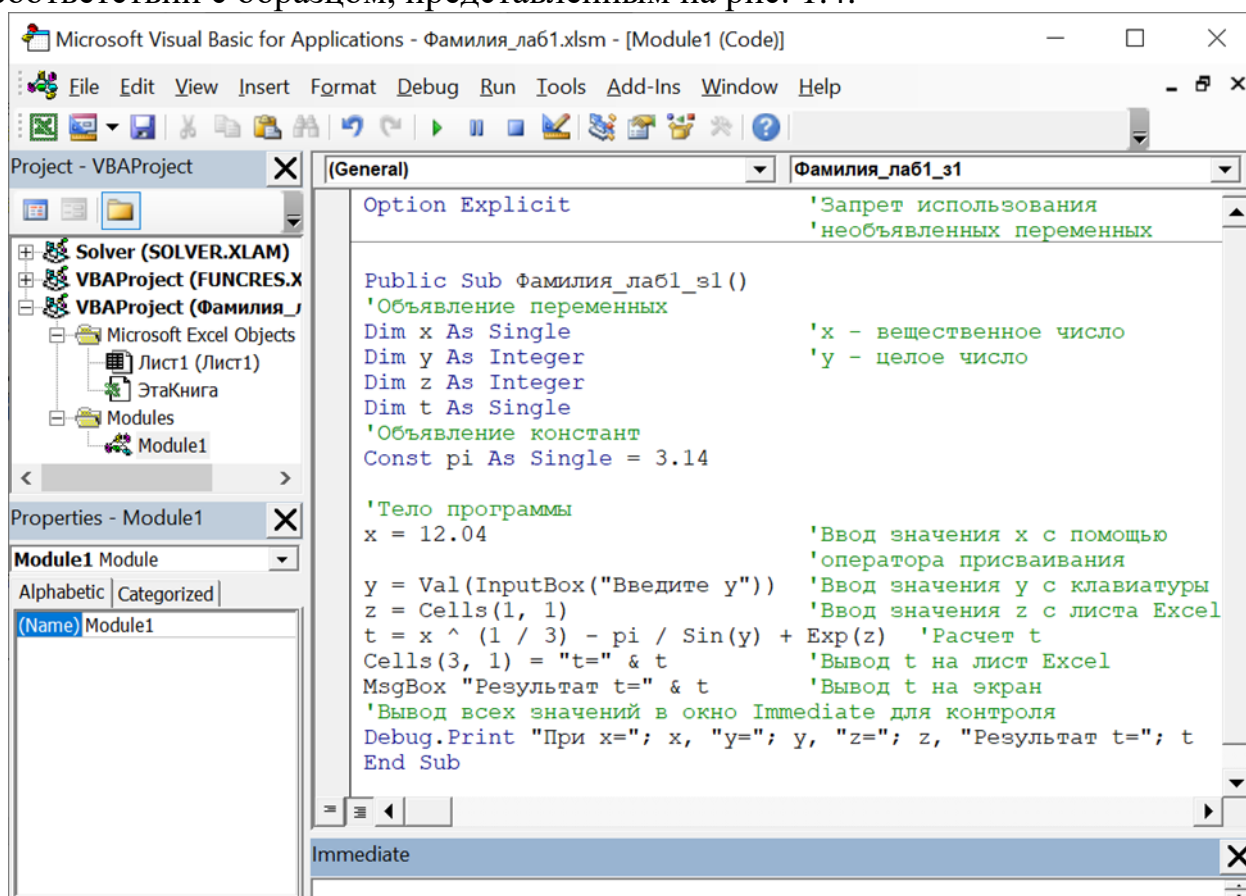 соответствии с образцом, представленным на рис. 1.4.
Microsoft Visual Basic for Applications - Фамилия_лаб1.xlsm - [Module1 (Code)]
File Edit View Insert Format Debug Run Tools Add-Ins Window Help
Project - VBAProject
Solver (SOLVER.XLAM)
VBAProject (FUNCRES.X
VBAProject (Фамилия_л
Microsoft Excel Objects
Лист1 (Лист1)
ЭтаКнига
Modules
Module1
Properties - Module1
Module1 Module
Alphabetic Categorized
(Name) Module1
(General) Фамилия_лаб1_з1
Option Explicit 'Запрет использования
'необъявленных переменных
Public Sub Фамилия_лаб1_з1()
'Объявление переменных
Dim x As Single 'x - вещественное число
Dim y As Integer 'y - целое число
Dim z As Integer
Dim t As Single
'Объявление констант
Const pi As Single = 3.14
'Тело программы
x = 12.04 'Ввод значения x с помощью
'оператора присваивания
y = Val(InputBox("Введите y")) 'Ввод значения y с клавиатуры
z = Cells(1, 1) 'Ввод значения z с листа Excel
t = x ^ (1 / 3) - pi / Sin(y) + Exp(z) 'Расчет t
Cells(3, 1) = "t=" & t 'Вывод t на лист Excel
MsgBox "Результат t=" & t 'Вывод t на экран
'Вывод всех значений в окно Immediate для контроля
Debug.Print "При x="; x, "y="; y, "z="; z, "Результат t="; t
End Sub
Immediate